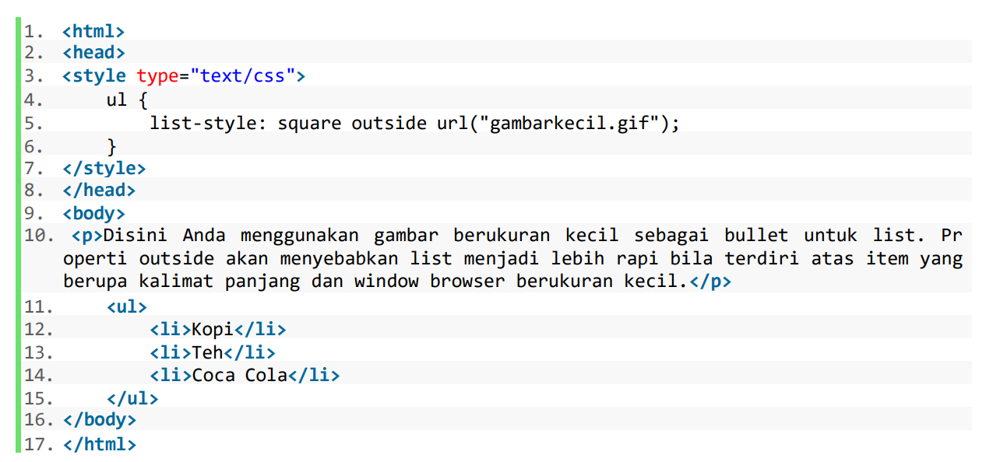 1. <html>
2. <head>
3. <style type="text/css">
4.     ul {
5.         list-style: square outside url("gambarkecil.gif");
6.     }
7. </style>
8. </head>
9. <body>
10. <p>Disini Anda menggunakan gambar berukuran kecil sebagai bullet untuk list. Pr
operti outside akan menyebabkan list menjadi lebih rapi bila terdiri atas item yang
berupa kalimat panjang dan window browser berukuran kecil.</p>
11.     <ul>
12.         <li>Kopi</li>
13.         <li>Teh</li>
14.         <li>Coca Cola</li>
15.     </ul>
16. </body>
17. </html>